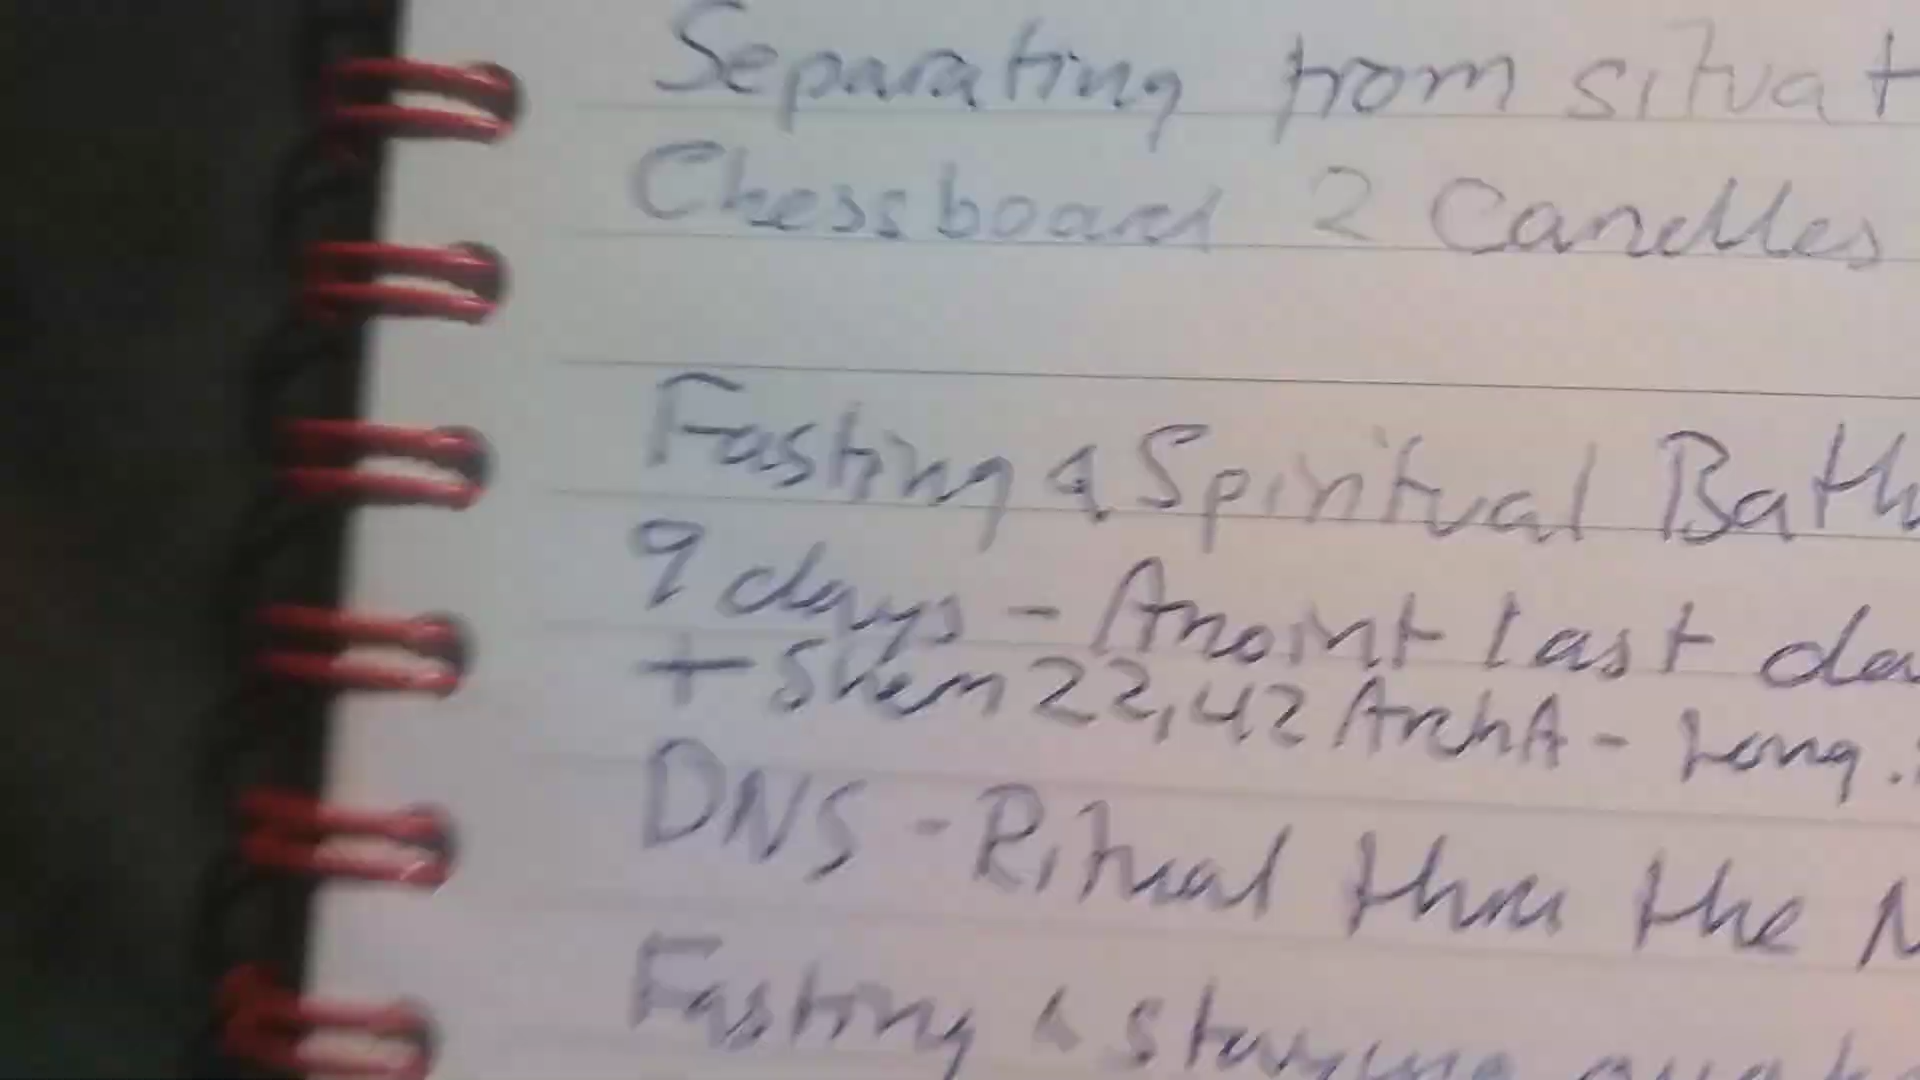 Separating from situat
Chessboard 2 Candles
Fasting & Spiritual Bath
9 days - Anoint last da
+ Shem 22, 42 ArchA - Long.
DNS - Ritual thru the N
Fasting & staying